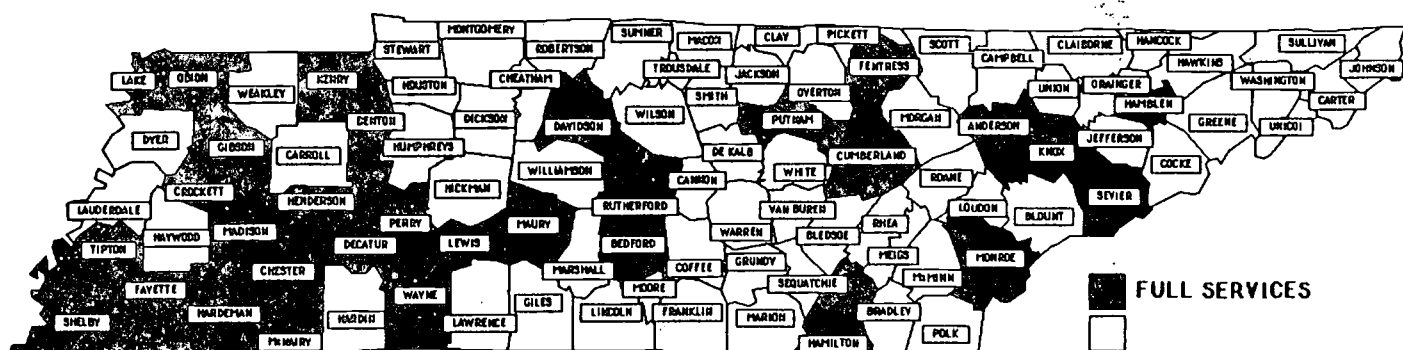 MONTGOMERY
STEWART
ROBERTSON
SUMNER
MACON
CLAY
PICKETT
SCOTT
CAMPBELL
CLAIBORNE
HANCOCK
SULLIVAN
HAWKINS
JOHNSON
LAKE
OBION
WEAKLEY
HENRY
HOUSTON
CHEATHAM
TROUSDALE
JACKSON
OVERTON
FENTRESS
UNION
GRAINGER
WASHINGTON
CARTER
HAMBLEN
DYER
GIBSON
CARROLL
BENTON
HUMPHREYS
DICKSON
DAVIDSON
WILSON
SMITH
PUTNAM
MORGAN
ANDERSON
KNOX
JEFFERSON
GREENE
UNICOI
COCKE
CROCKETT
HENDERSON
HICKMAN
WILLIAMSON
DE KALB
CANNON
WHITE
CUMBERLAND
ROANE
SEVIER
LAUDERDALE
HAYWOOD
MADISON
PERRY
LEWIS
MAURY
RUTHERFORD
VAN BUREN
WARREN
BLEDSOE
RHEA
LOUDON
BLOUNT
TIPTON
DECATUR
BEDFORD
COFFEE
GRUNDY
MEIGS
MC MINN
MONROE
FAYETTE
CHESTER
WAYNE
MARSHALL
MOORE
SEQUATCHIE
SHELBY
HARDEMAN
HARDIN
LAWRENCE
GILES
LINCOLN
FRANKLIN
MARION
BRADLEY
POLK
MCNAIRY
HAMILTON
FULL SERVICES